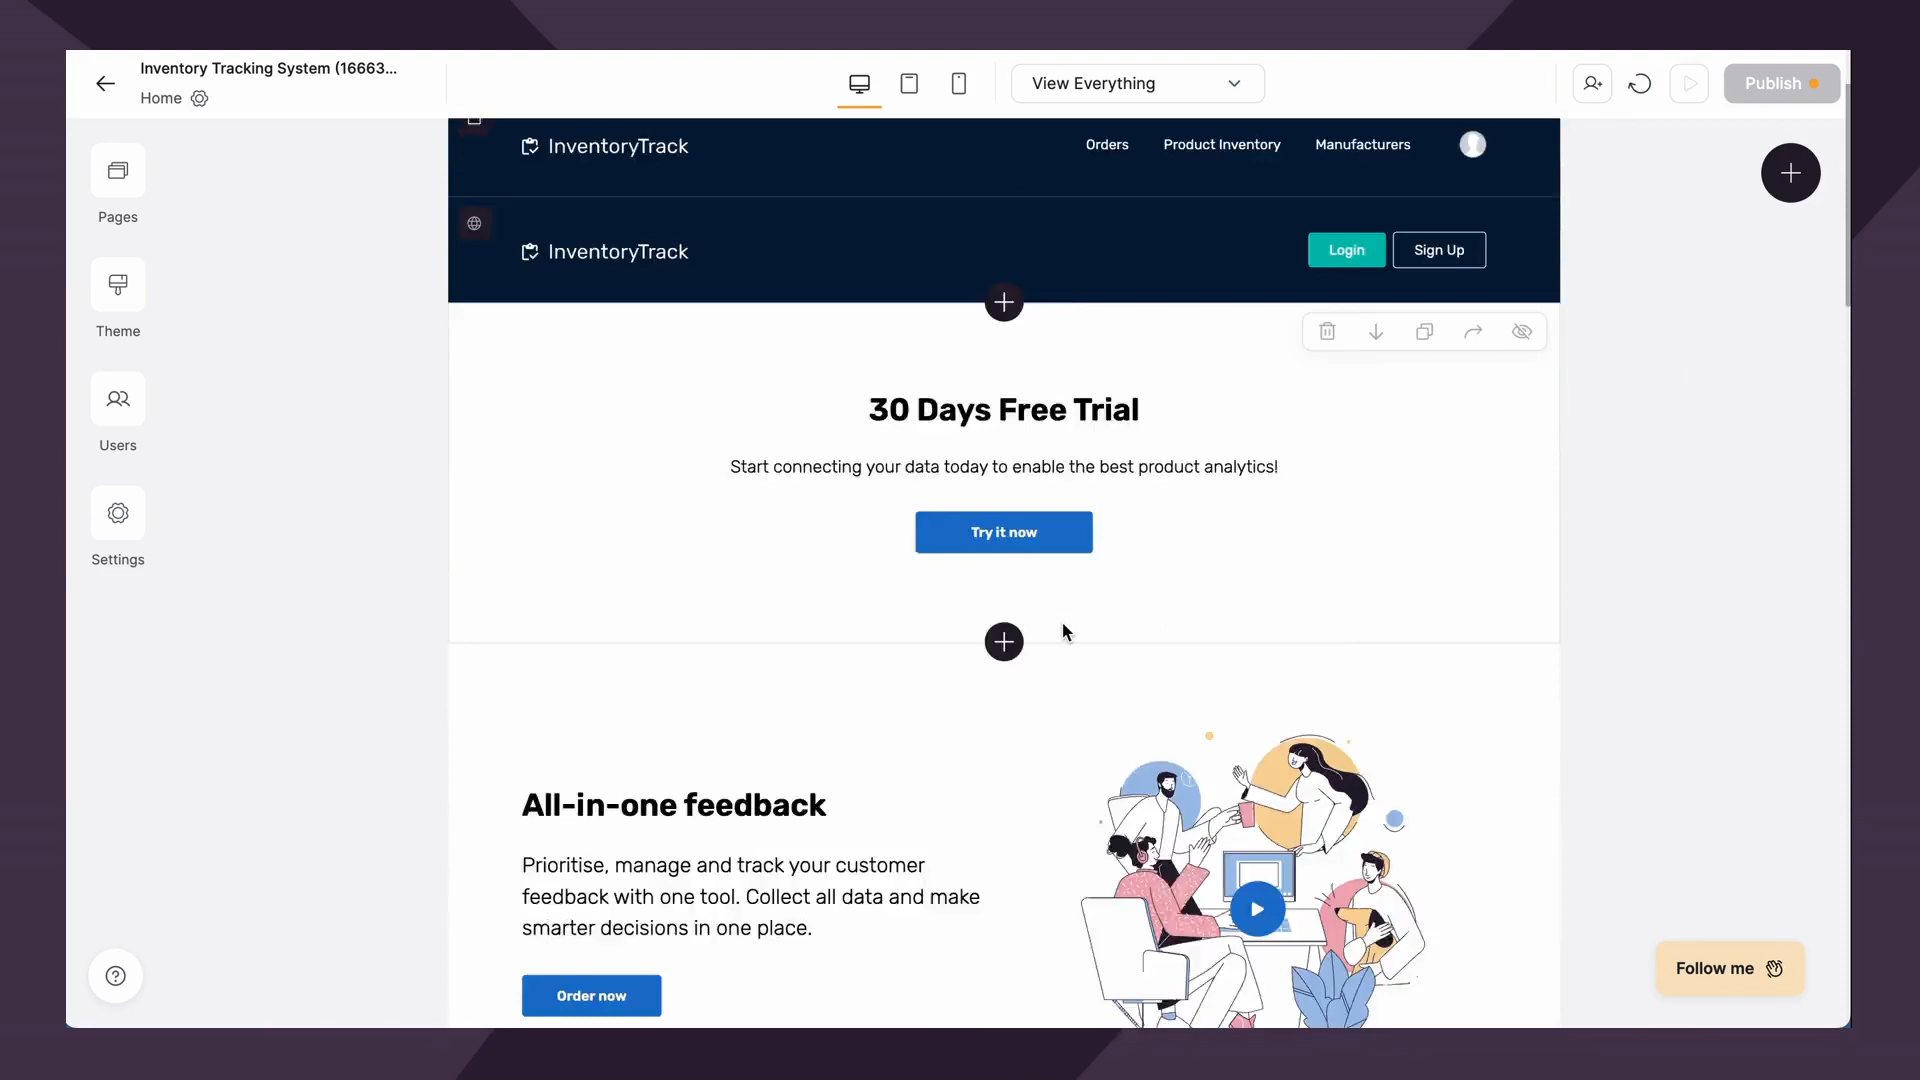 Inventory Tracking System (16663...
Home
View Everything
Publish
InventoryTrack
Orders
Product Inventory
Manufacturers
InventoryTrack
Login
Sign Up
Pages
Theme
Users
Settings
30 Days Free Trial
Start connecting your data today to enable the best product analytics!
Try it now
All-in-one feedback
Prioritise, manage and track your customer
feedback with one tool. Collect all data and make
smarter decisions in one place.
Order now
Follow me